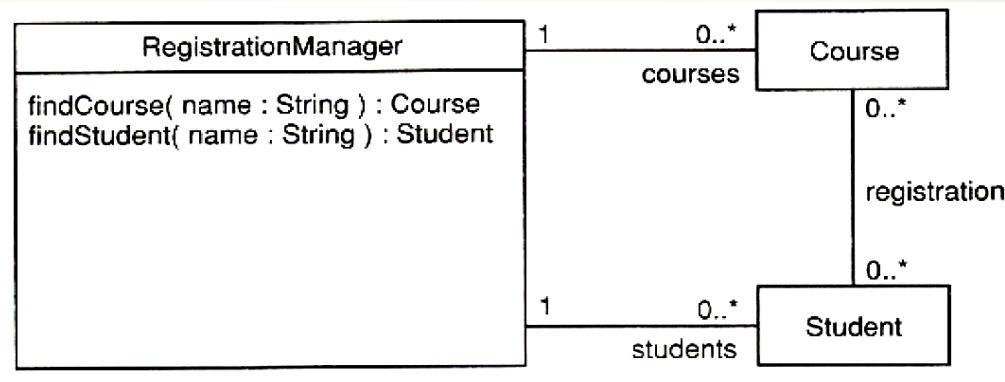 RegistrationManager
findCourse( name : String ) : Course
findStudent( name : String ) : Student
1
0..*
courses
Course
0..*
registration
0..*
1
0..*
students
Student